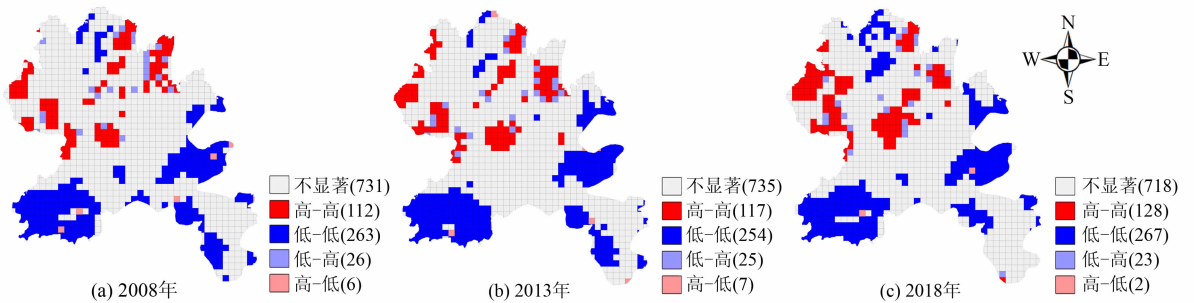 不显著(731)
高-高(112)
低-低(263)
低-高(26)
高-低(6)
(a) 2008年
不显著(735)
高-高(117)
低-低(254)
低-高(25)
高-低(7)
(b) 2013年
N
W E
S
不显著(718)
高-高(128)
低-低(267)
低-高(23)
高-低(2)
(c) 2018年